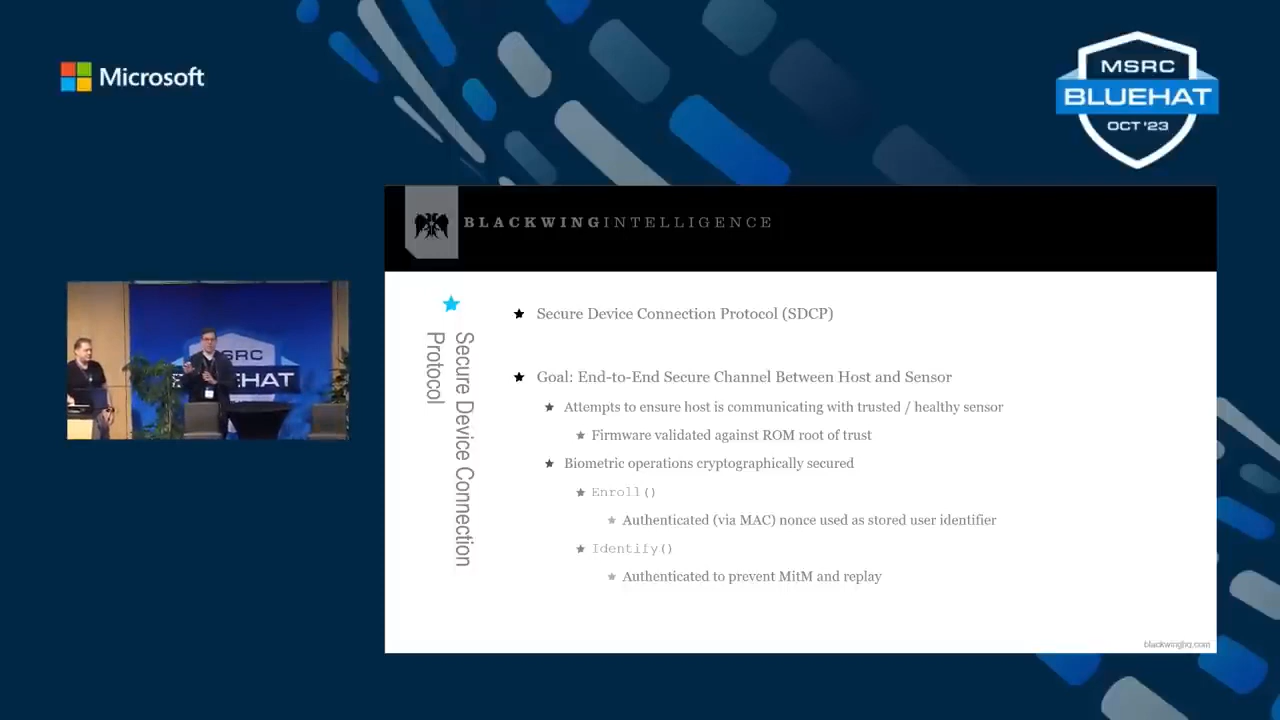 Microsoft
MSRC
BLUEHAT
OCT '23
BLACKWINGINTELLIGENCE
Secure Device Connection
Protocol
Secure Device Connection Protocol (SDCP)
Goal: End-to-End Secure Channel Between Host and Sensor
Attempts to ensure host is communicating with trusted / healthy sensor
Firmware validated against ROM root of trust
Biometric operations cryptographically secured
Enroll()
Authenticated (via MAC) nonce used as stored user identifier
Identify()
Authenticated to prevent MitM and replay
blackwinghq.com
MSRC
BLUEHAT